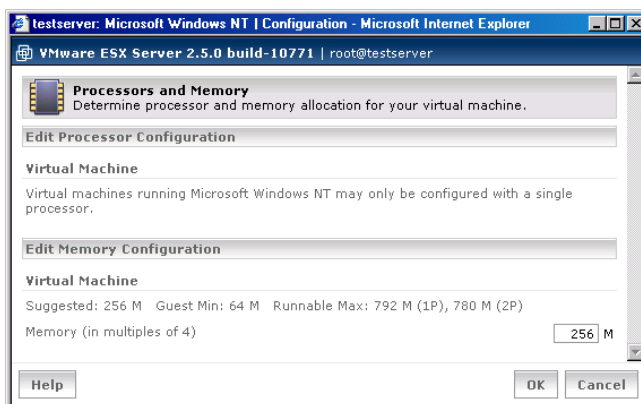 testserver: Microsoft Windows NT | Configuration - Microsoft Internet Explorer
VMware ESX Server 2.5.0 build-10771 | root@testserver
Processors and Memory
Determine processor and memory allocation for your virtual machine.
Edit Processor Configuration
Virtual Machine
Virtual machines running Microsoft Windows NT may only be configured with a single
processor.
Edit Memory Configuration
Virtual Machine
Suggested: 256 M Guest Min: 64 M Runnable Max: 792 M (1P), 780 M (2P)
Memory (in multiples of 4) 256 M
Help OK Cancel